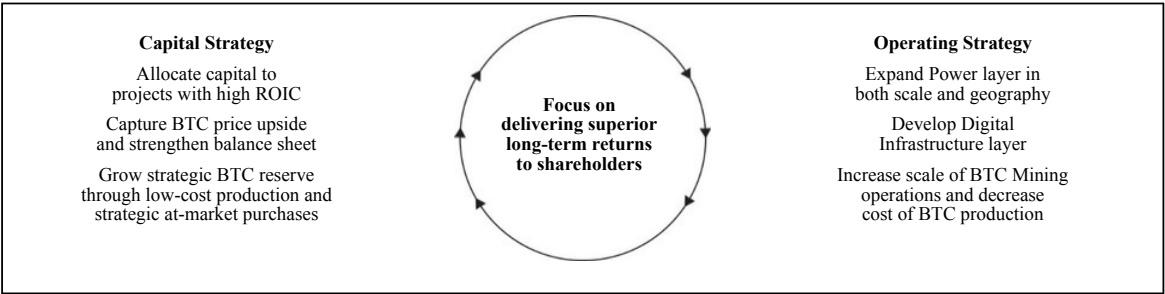 Capital Strategy
Allocate capital to
projects with high ROIC
Capture BTC price upside
and strengthen balance sheet
Grow strategic BTC reserve
through low-cost production and
strategic at-market purchases
Focus on
delivering superior
long-term returns
to shareholders
Operating Strategy
Expand Power layer in
both scale and geography
Develop Digital
Infrastructure layer
Increase scale of BTC Mining
operations and decrease
cost of BTC production